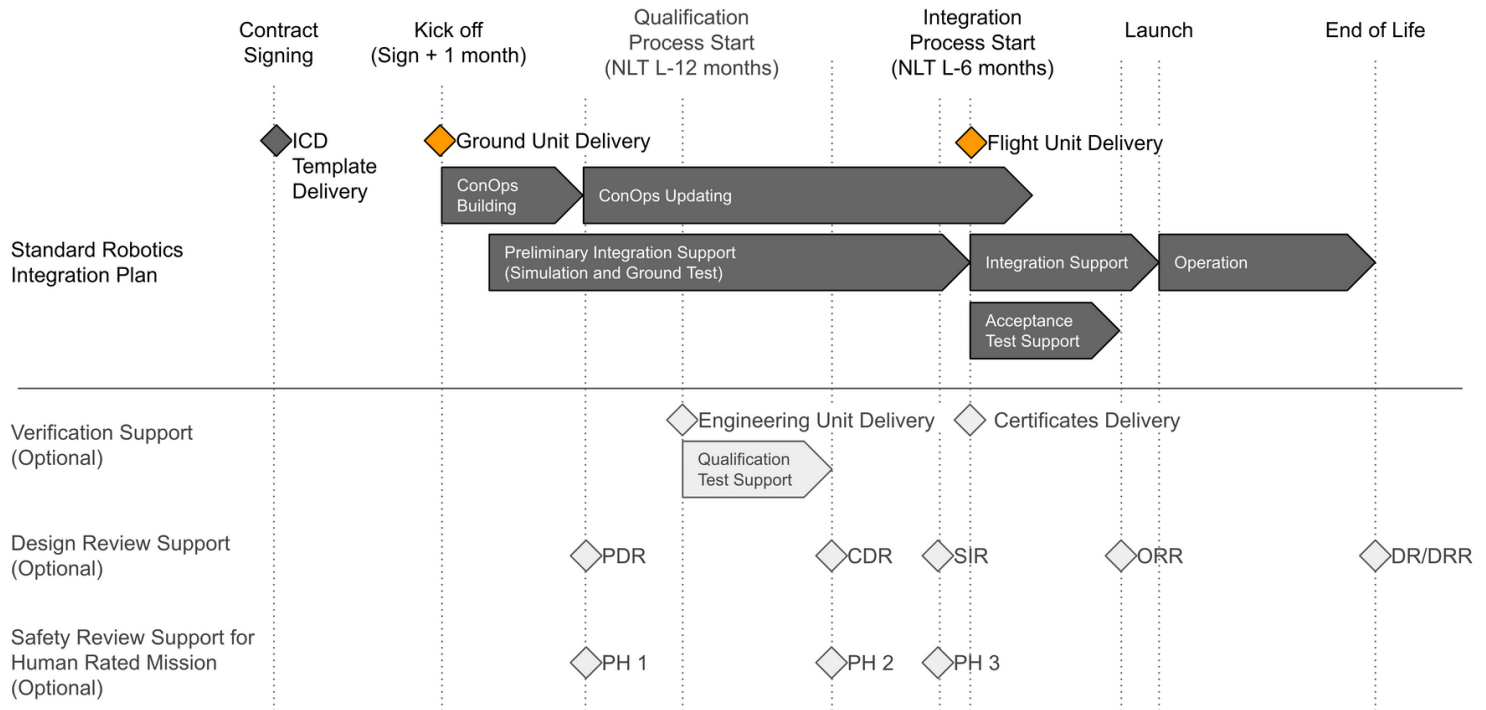 Contract
Signing
Kick off
(Sign + 1 month)
Qualification
Process Start
(NLT L-12 months)
Integration
Process Start
(NLT L-6 months)
Launch
End of Life
ICD
Template
Delivery
Ground Unit Delivery
Flight Unit Delivery
ConOps
Building
ConOps Updating
Standard Robotics
Integration Plan
Preliminary Integration Support
(Simulation and Ground Test)
Integration Support
Operation
Acceptance
Test Support
Verification Support
(Optional)
Engineering Unit Delivery
Certificates Delivery
Qualification
Test Support
Design Review Support
(Optional)
PDR
CDR
SIR
ORR
DR/DRR
Safety Review Support for
Human Rated Mission
(Optional)
PH 1
PH 2
PH 3